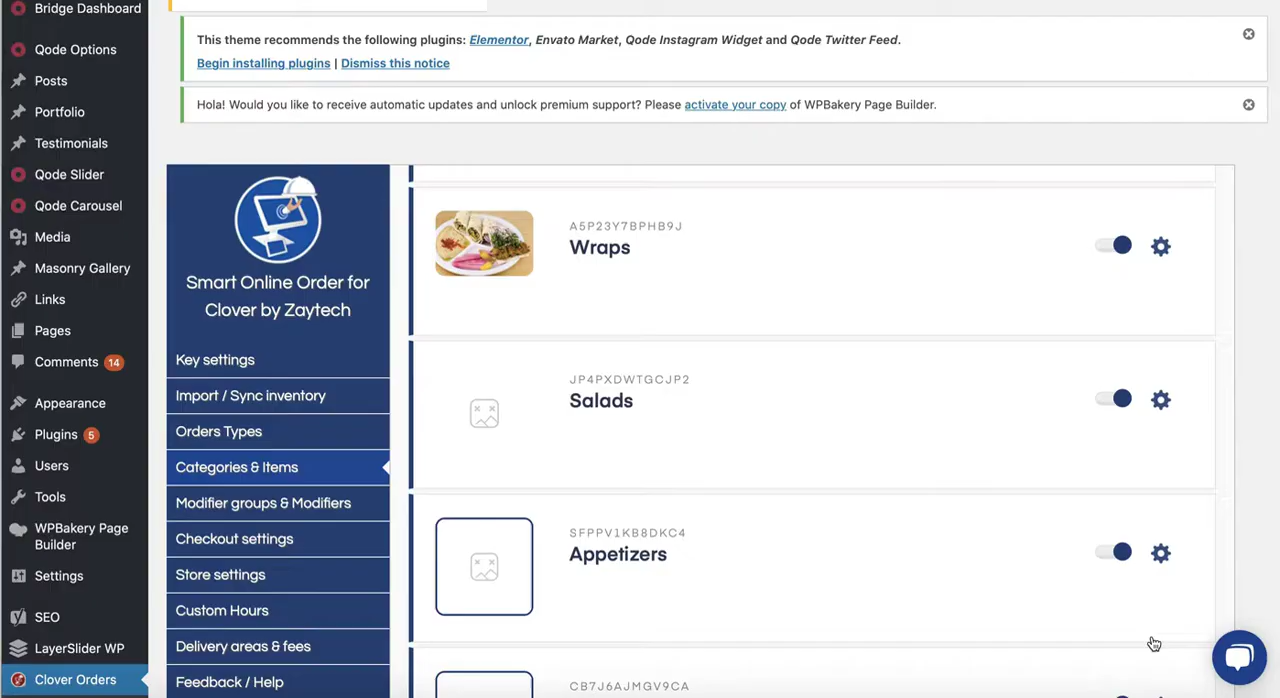 Bridge Dashboard
Qode Options
Posts
Portfolio
Testimonials
Qode Slider
Qode Carousel
Media
Masonry Gallery
Links
Pages
Comments 14
Appearance
Plugins 5
Users
Tools
WPBakery Page
Builder
Settings
SEO
LayerSlider WP
Clover Orders
This theme recommends the following plugins: Elementor, Envato Market, Qode Instagram Widget and Qode Twitter Feed.
Begin installing plugins | Dismiss this notice
Hola! Would you like to receive automatic updates and unlock premium support? Please activate your copy of WPBakery Page Builder.
Smart Online Order for
Clover by Zaytech
Key settings
Import / Sync inventory
Orders Types
Categories & Items
Modifier groups & Modifiers
Checkout settings
Store settings
Custom Hours
Delivery areas & fees
Feedback / Help
A5P23Y7BPHB9J
Wraps
JP4PXDWTGCJP2
Salads
SFPPV1KB8DKC4
Appetizers
CB7J6AJMGV9CA